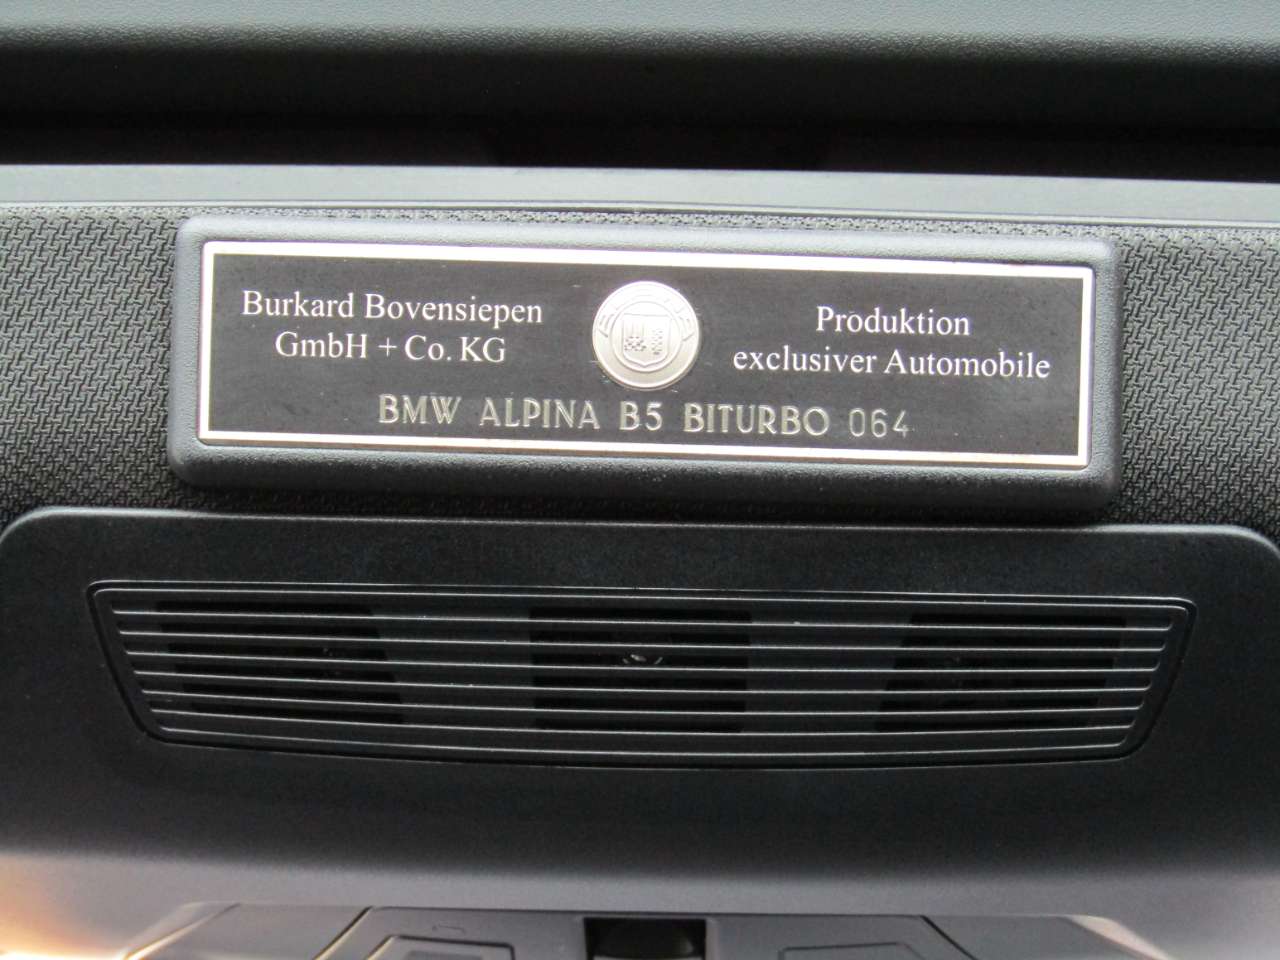 Burkard Bovensiepen
GmbH + Co. KG
Produktion
exclusiver Automobile
BMW ALPINA B5 BITURBO 064